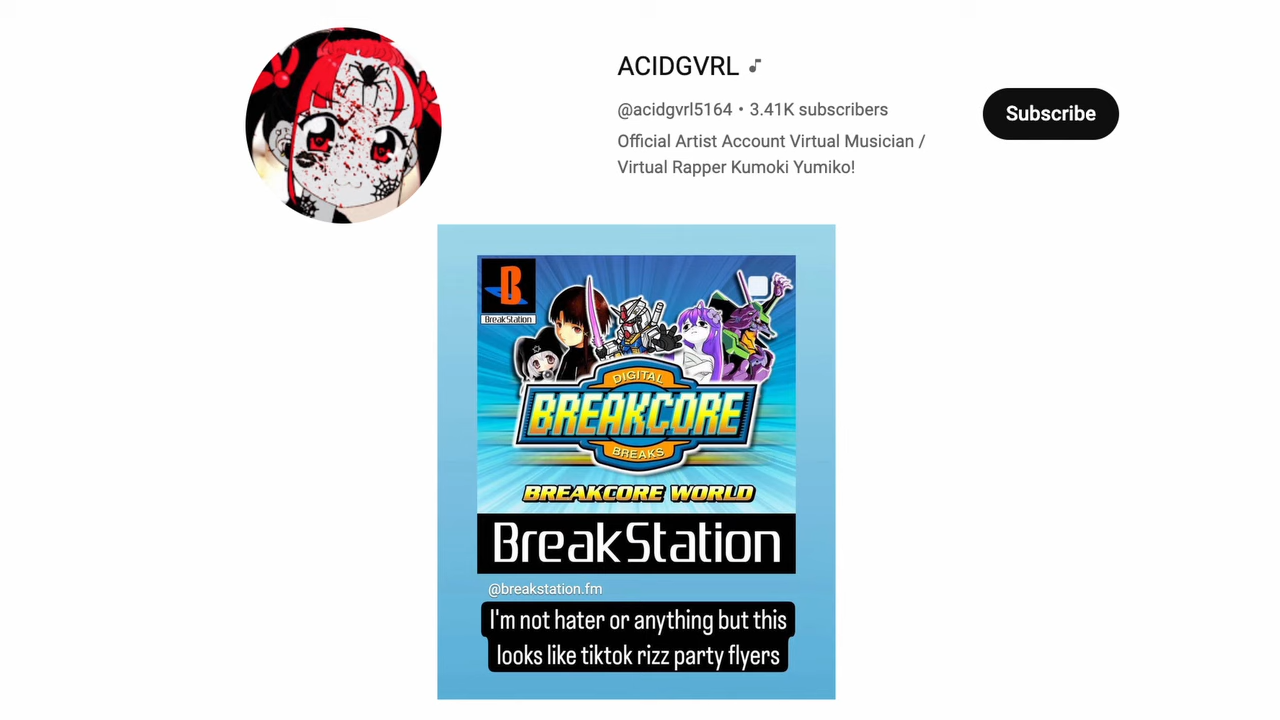 ACIDGVRL
@acidgvrl5164 • 3.41K subscribers
Official Artist Account Virtual Musician /
Virtual Rapper Kumoki Yumiko!
Subscribe
B
BreakStation
DIGITAL
BREAKCORE
BREAKS
BREAKCORE WORLD
BreakStation
@breakstation.fm
I'm not hater or anything but this
looks like tiktok rizz party flyers